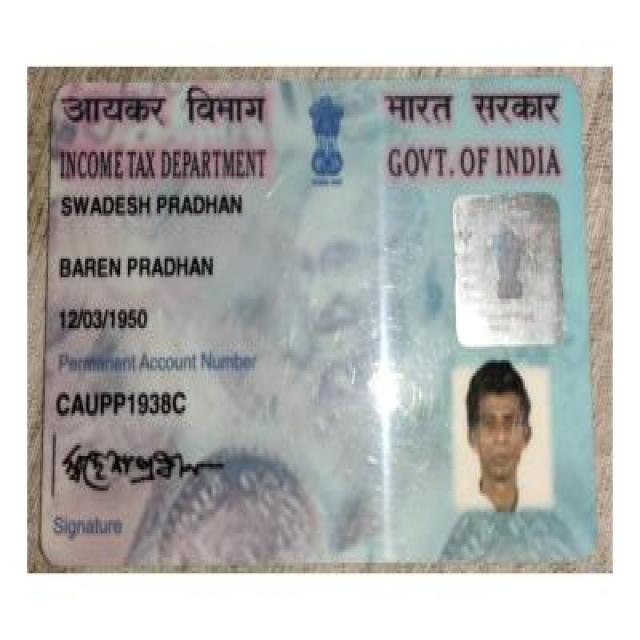 आयकर विभाग
भारत सरकार
INCOME TAX DEPARTMENT
GOVT. OF INDIA
SWADESH PRADHAN
BAREN PRADHAN
12/03/1950
Permanent Account Number
CAUPP1938C
Signature